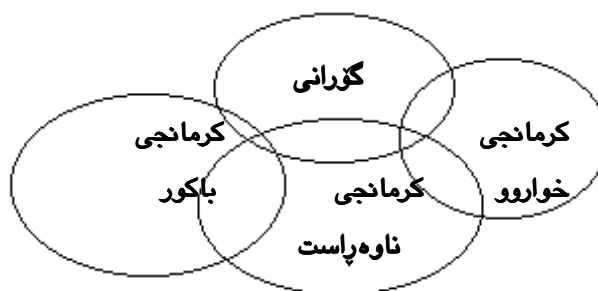 گۆرانی
کرمانجی
خواروو
کرمانجی
ناوەڕاست
کرمانجی
باکور